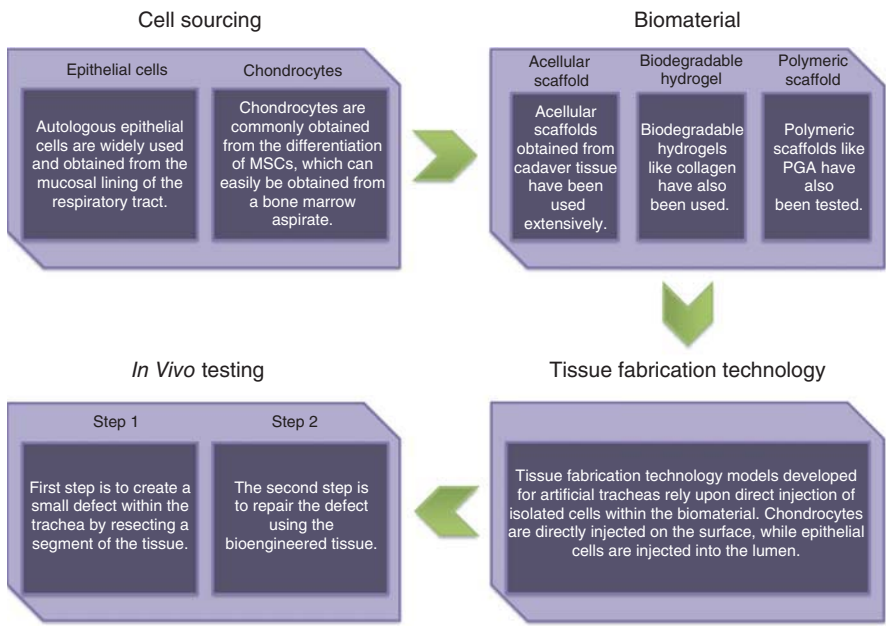 Cell sourcing
Epithelial cells
Autologous epithelial
cells are widely used
and obtained from the
mucosal lining of the
respiratory tract.
Chondrocytes
Chondrocytes are
commonly obtained
from the differentiation
of MSCs, which can
easily be obtained from
a bone marrow
aspirate.
Biomaterial
Acellular
scaffold
Acellular
scaffolds
obtained from
cadaver tissue
have been
used
extensively.
Biodegradable
hydrogel
Biodegradable
hydrogels
like collagen
have also
been used.
Polymeric
scaffold
Polymeric
scaffolds like
PGA have
also
been tested.
Tissue fabrication technology
Tissue fabrication technology models developed
for artificial tracheas rely upon direct injection of
isolated cells within the biomaterial. Chondrocytes
are directly injected on the surface, while epithelial
cells are injected into the lumen.
In Vivo testing
Step 1
First step is to create a
small defect within the
trachea by resecting a
segment of the tissue.
Step 2
The second step is
to repair the defect
using the
bioengineered tissue.